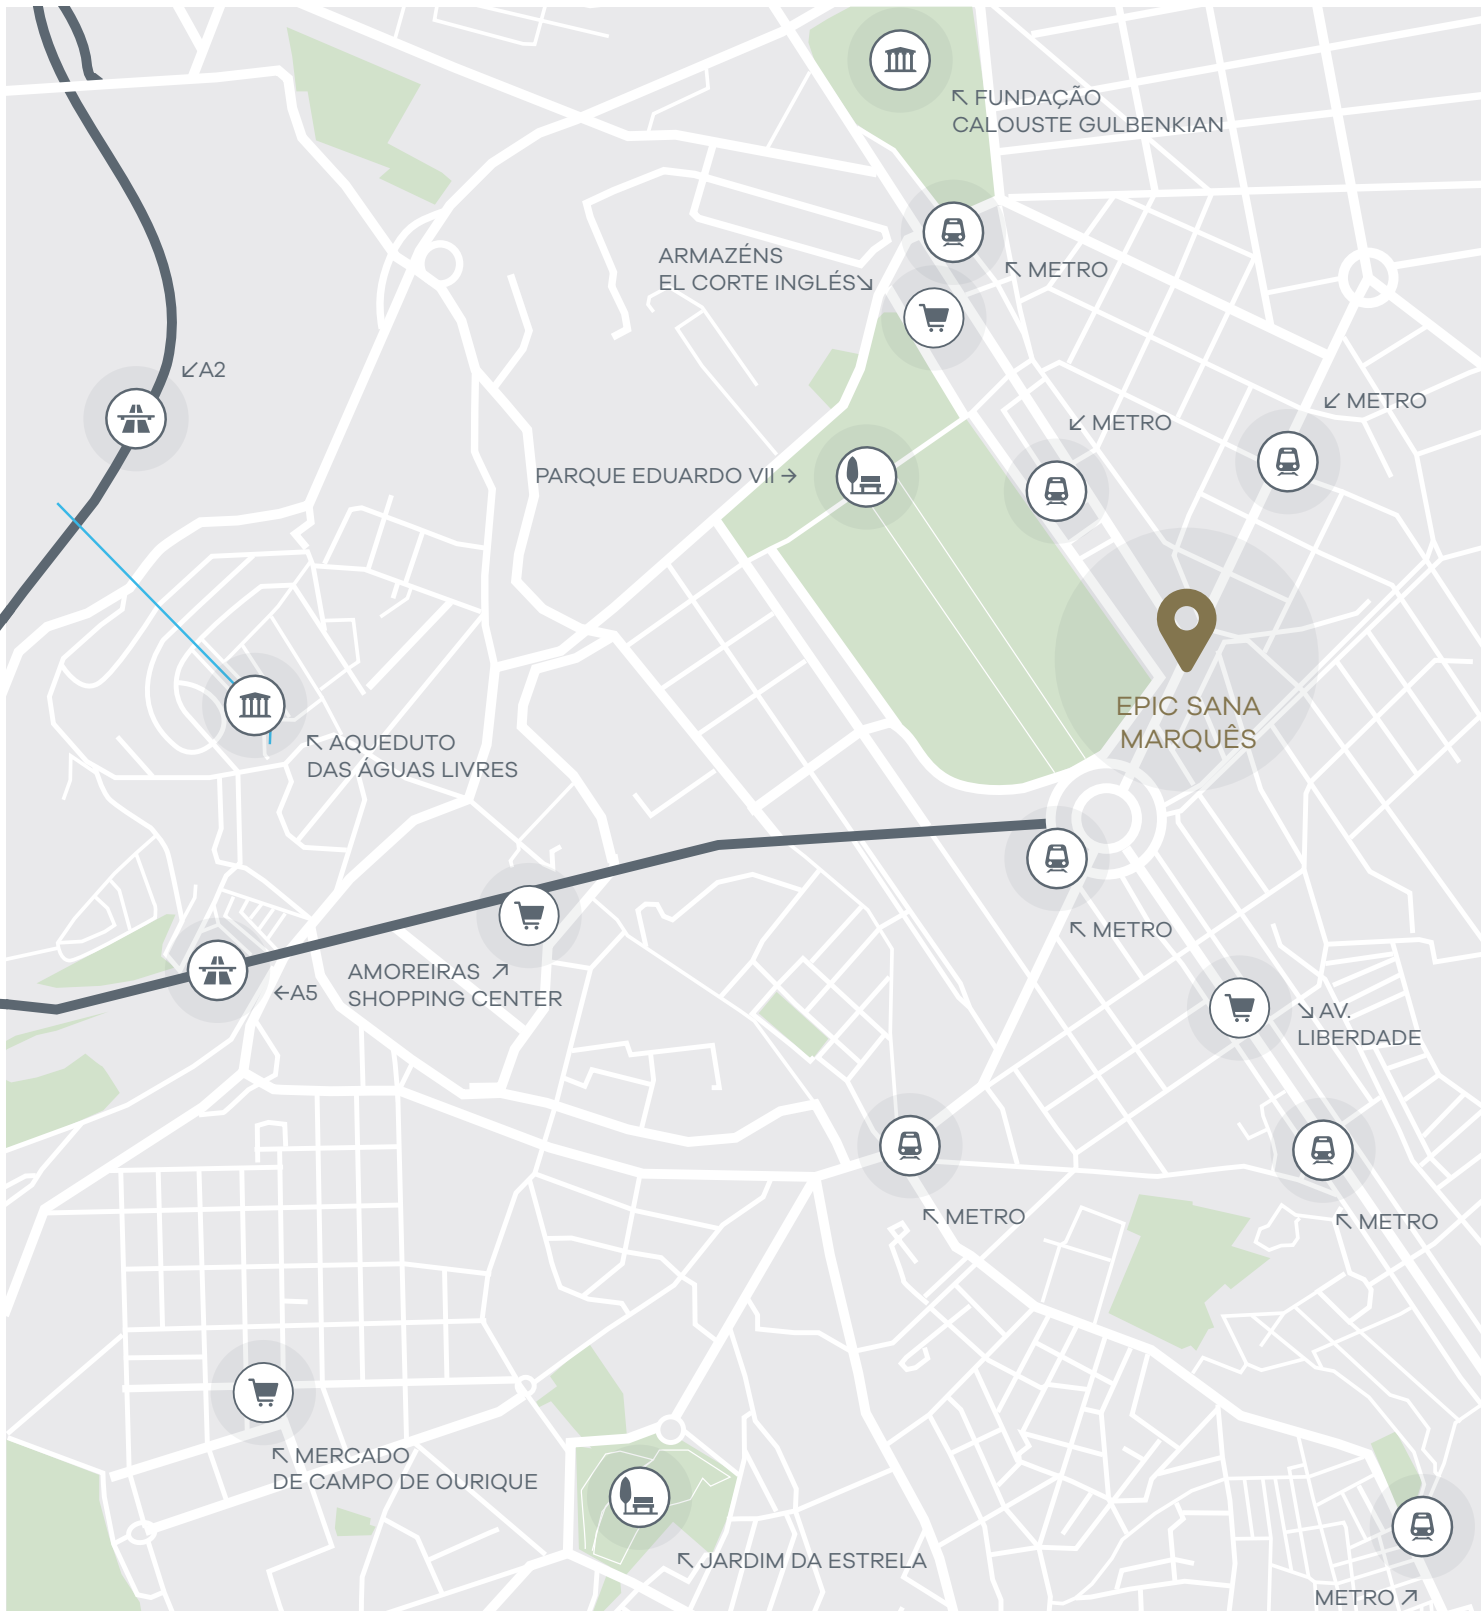 ↖ FUNDAÇÃO
CALOUSTE GULBENKIAN
ARMAZÉNS
EL CORTE INGLÉS↘
↖ METRO
↙A2
↙ METRO
↙ METRO
PARQUE EDUARDO VII →
EPIC SANA
MARQUÊS
↖ AQUEDUTO
DAS ÁGUAS LIVRES
↖ METRO
AMOREIRAS ↗
SHOPPING CENTER
←A5
↘ AV.
LIBERDADE
↖ METRO
↖ METRO
↖ MERCADO
DE CAMPO DE OURIQUE
↖ JARDIM DA ESTRELA
METRO ↗